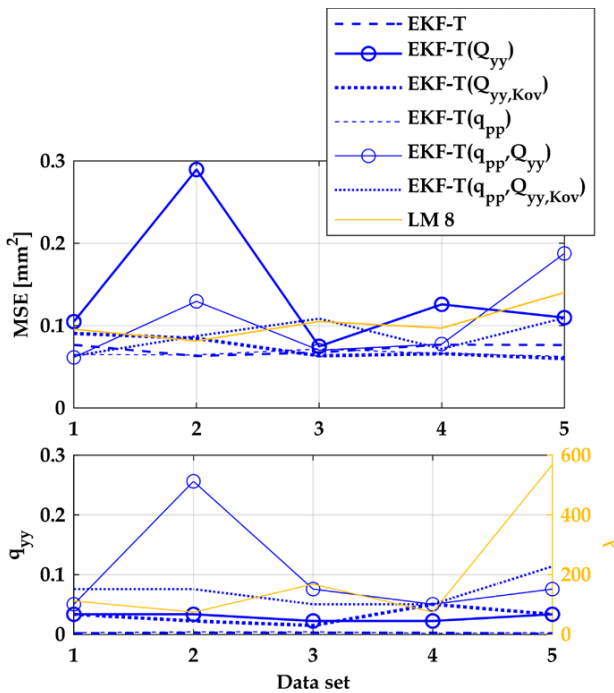 EKF-T
EKF-T(Qyy)
EKF-T(Qyy,Kov)
EKF-T(qpp)
EKF-T(qpp,Qyy)
EKF-T(qpp,Qyy,Kov)
LM 8
MSE [mm²]
0.3
0.2
0.1
0
1 2 3 4 5
qyy
0.3
0.2
0.1
0
600
400
200
0
λ
1 2 3 4 5
Data set